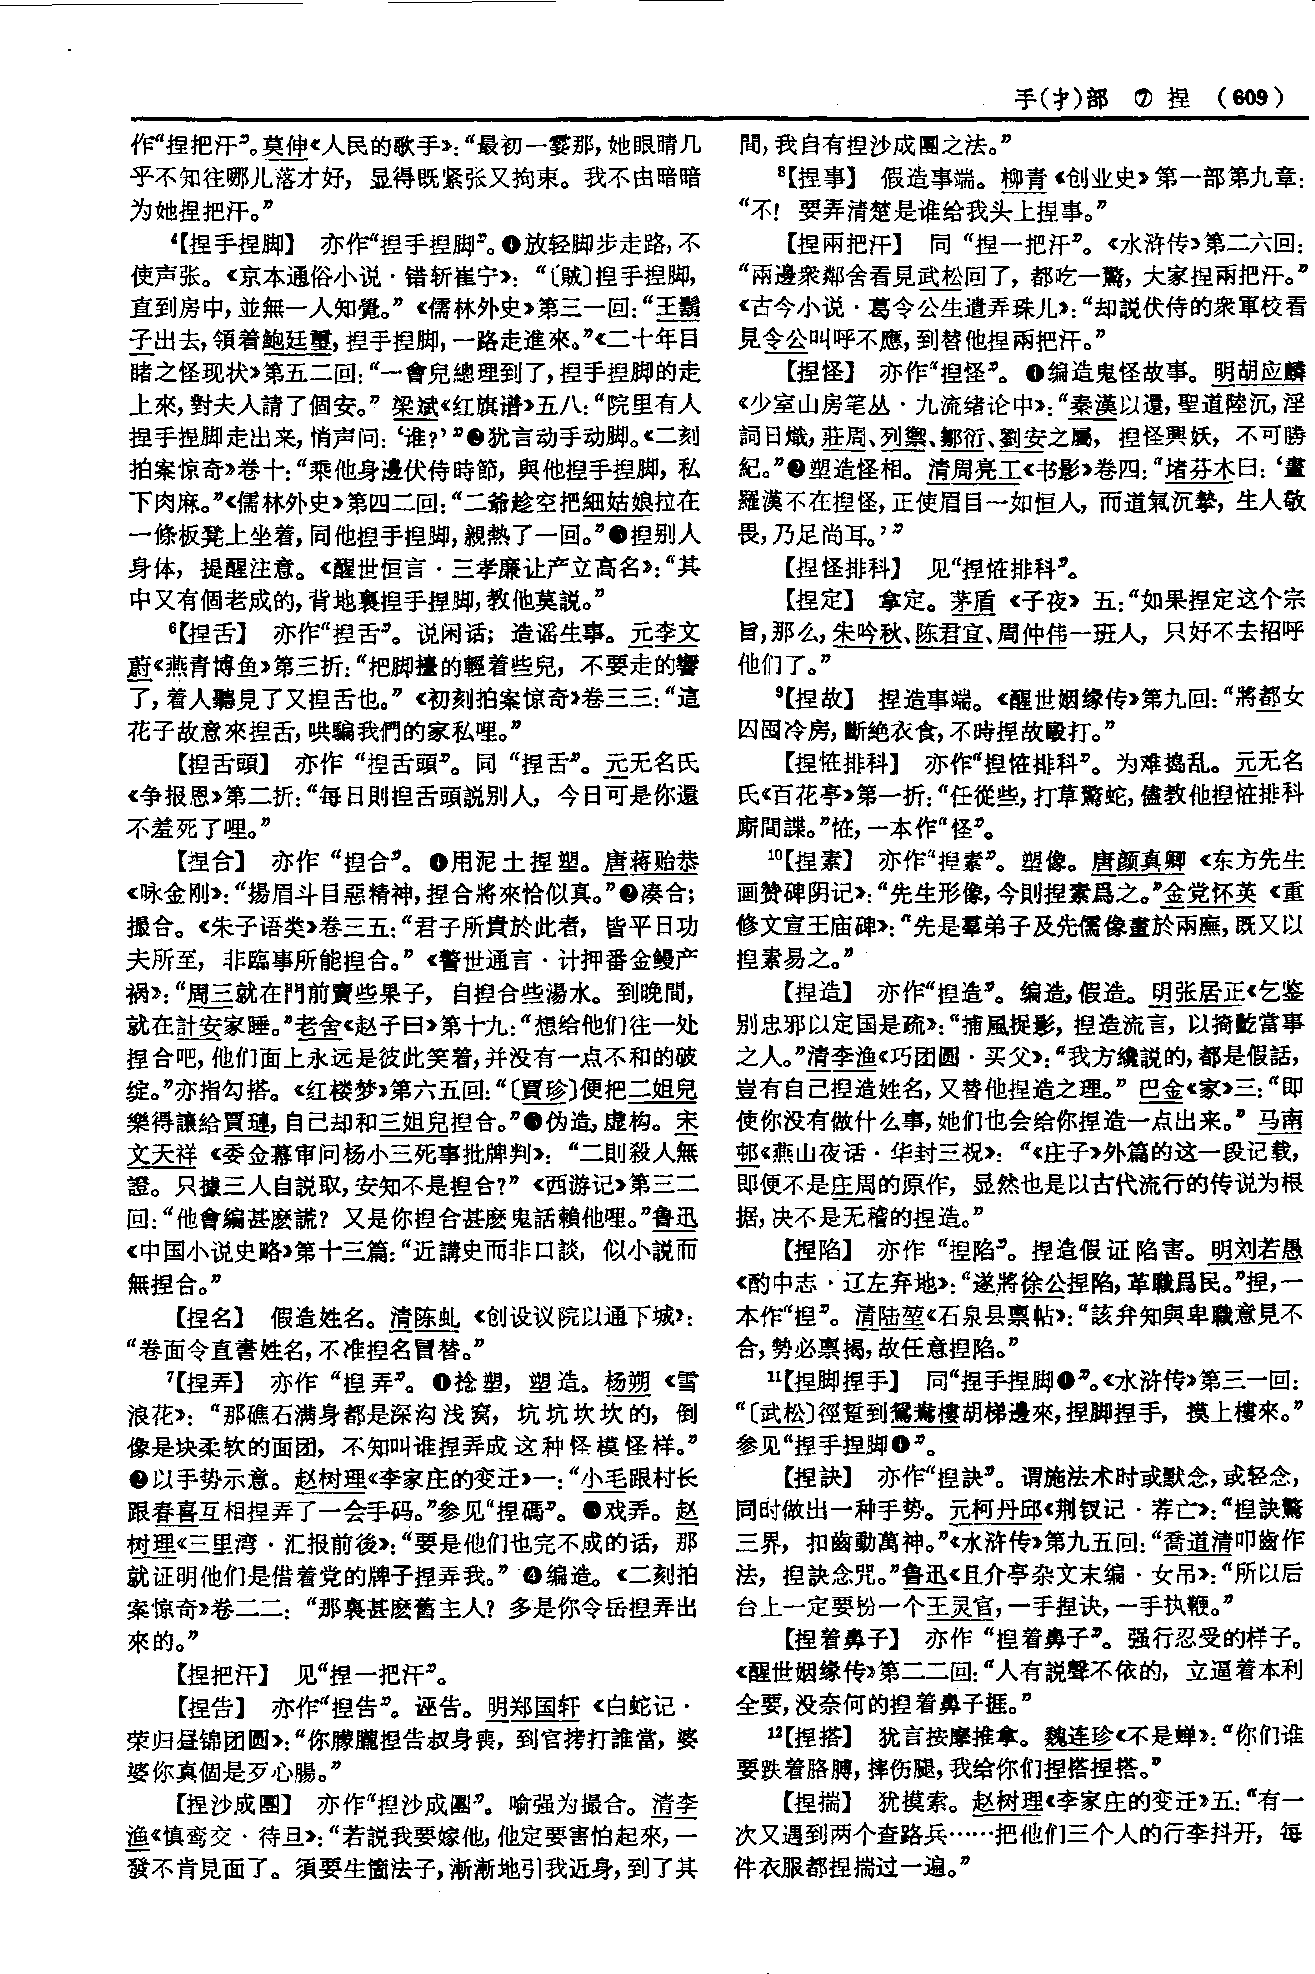 手(扌)部 ⑦ 捏 (609)
作“捏把汗”。莫伸《人民的歌手》：“最初一霎那，她眼睛几
乎不知往哪儿落才好，显得既紧张又拘束。我不由暗暗
为她捏把汗。”
4【捏手捏脚】 亦作“揑手揑脚”。❶放轻脚步走路，不
使声张。《京本通俗小说·错斩崔宁》：“〔賊〕揑手揑脚，
直到房中，並無一人知覺。”《儒林外史》第三一回：“王鬍
子出去，領着鮑廷璽，揑手揑脚，一路走進來。”《二十年目
睹之怪现状》第五二回：“一會兒總理到了，捏手捏脚的走
上來，對夫人請了個安。”梁斌《红旗谱》五八：“院里有人
捏手捏脚走出来，悄声问：‘谁？’”❷犹言动手动脚。《二刻
拍案惊奇》卷十：“乘他身邊伏侍時節，與他揑手揑脚，私
下肉麻。”《儒林外史》第四二回：“二爺趁空把細姑娘拉在
一條板凳上坐着，同他揑手揑脚，親熱了一回。”❸捏别人
身体，提醒注意。《醒世恒言·三孝廉让产立高名》：“其
中又有個老成的，背地裏揑手捏脚，教他莫説。”
6【捏舌】 亦作“揑舌”。说闲话；造谣生事。元李文
蔚《燕青博鱼》第三折：“把脚擡的輕着些兒，不要走的響
了，着人聽見了又揑舌也。”《初刻拍案惊奇》卷三三：“這
花子故意來揑舌，哄騙我們的家私哩。”
【捏舌頭】 亦作“揑舌頭”。同“捏舌”。元无名氏
《争报恩》第二折：“每日則揑舌頭説别人，今日可是你還
不羞死了哩。”
【捏合】 亦作“揑合”。❶用泥土捏塑。唐蒋贻恭
《咏金刚》：“揚眉斗目惡精神，捏合將來恰似真。”❷凑合；
撮合。《朱子语类》卷三五：“君子所貴於此者，皆平日功
夫所至，非臨事所能揑合。”《警世通言·计押番金鳗产
祸》：“周三就在門前賣些果子，自揑合些湯水。到晚間，
就在計安家睡。”老舍《赵子曰》第十九：“想给他们往一处
捏合吧，他们面上永远是彼此笑着，并没有一点不和的破
绽。”亦指勾搭。《红楼梦》第六五回：“〔賈珍〕便把二姐兒
樂得讓給賈璉，自己却和三姐兒捏合。”❸伪造，虚构。宋
文天祥《委佥幕审问杨小三死事批牌判》：“二則殺人無
證。只據三人自説取，安知不是揑合？”《西游记》第三二
回：“他會編甚麽謊？又是你揑合甚麽鬼話賴他哩。”鲁迅
《中国小说史略》第十三篇：“近講史而非口談，似小説而
無揑合。”
【捏名】 假造姓名。清陈虬《创设议院以通下城》：
“卷面令直書姓名，不准揑名冒替。”
7【捏弄】 亦作“揑弄”。❶捻塑，塑造。杨朔《雪
浪花》：“那礁石满身都是深沟浅窝，坑坑坎坎的，倒
像是块柔软的面团，不知叫谁捏弄成这种怪模怪样。”
❷以手势示意。赵树理《李家庄的变迁》一：“小毛跟村长
跟春喜互相捏弄了一会手码。”参见“捏碼”。❸戏弄。赵
树理《三里湾·汇报前後》：“要是他们也完不成的话，那
就证明他们是借着党的牌子捏弄我。”❹编造。《二刻拍
案惊奇》卷二二：“那裏甚麽舊主人？多是你令岳揑弄出
來的。”
【捏把汗】 见“捏一把汗”。
【捏告】 亦作“揑告”。诬告。明郑国轩《白蛇记·
荣归昼锦团圆》：“你朦朧揑告叔身喪，到官拷打誰當，婆
婆你真個是歹心腸。”
【捏沙成團】 亦作“揑沙成團”。喻强为撮合。清李
渔《慎鸾交·待旦》：“若説我要嫁他，他定要害怕起來，一
發不肯見面了。須要生箇法子，漸漸地引我近身，到了其
間，我自有揑沙成團之法。”
8【捏事】 假造事端。柳青《创业史》第一部第九章：
“不！要弄清楚是谁给我头上捏事。”
【捏兩把汗】 同“捏一把汗”。《水浒传》第二六回：
“兩邊衆鄰舍看見武松回了，都吃一驚，大家捏兩把汗。”
《古今小说·葛令公生遣弄珠儿》：“却説伏侍的衆軍校看
見令公叫呼不應，到替他捏兩把汗。”
【捏怪】 亦作“揑怪”。❶编造鬼怪故事。明胡应麟
《少室山房笔丛·九流绪论中》：“秦漢以還，聖道陸沉，淫
詞日熾，莊周、列禦、鄒衍、劉安之屬，揑怪興妖，不可勝
紀。”❷塑造怪相。清周亮工《书影》卷四：“堵芬木曰：‘畫
羅漢不在揑怪，正使眉目一如恒人，而道氣沉摯，生人敬
畏，乃足尚耳。’”
【捏怪排科】 见“捏恠排科”。
【捏定】 拿定。茅盾《子夜》五：“如果捏定这个宗
旨，那么，朱吟秋、陈君宜、周仲伟一班人，只好不去招呼
他们了。”
9【捏故】 捏造事端。《醒世姻缘传》第九回：“將都女
囚囤冷房，斷絶衣食，不時捏故毆打。”
【捏恠排科】 亦作“揑恠排科”。为难捣乱。元无名
氏《百花亭》第一折：“任從些，打草驚蛇，儘教他揑恠排科
厮間諜。”恠，一本作“怪”。
10【捏素】 亦作“揑素”。塑像。唐颜真卿《东方先生
画赞碑阴记》：“先生形像，今則捏素爲之。”金党怀英《重
修文宣王庙碑》：“先是羣弟子及先儒像畫於兩廡，既又以
揑素易之。”
【捏造】 亦作“揑造”。编造，假造。明张居正《乞鉴
别忠邪以定国是疏》：“捕風捉影，捏造流言，以掎齕當事
之人。”清李渔《巧团圆·买父》：“我方纔説的，都是假話，
豈有自己揑造姓名，又替他捏造之理。”巴金《家》三：“即
使你没有做什么事，她们也会给你捏造一点出来。”马南
邨《燕山夜话·华封三祝》：“《庄子》外篇的这一段记载，
即便不是庄周的原作，显然也是以古代流行的传说为根
据，决不是无稽的捏造。”
【捏陷】 亦作“揑陷”。捏造假证陷害。明刘若愚
《酌中志·辽左弃地》：“遂將徐公捏陷，革職爲民。”捏，一
本作“揑”。清陆堃《石泉县禀帖》：“該弁知與卑職意見不
合，勢必禀揭，故任意揑陷。”
11【捏脚捏手】 同“捏手捏脚❶”。《水浒传》第三一回：
“〔武松〕徑踅到鴛鴦樓胡梯邊來，捏脚捏手，摸上樓來。”
参见“捏手捏脚❶”。
【捏訣】 亦作“揑訣”。谓施法术时或默念，或轻念，
同时做出一种手势。元柯丹邱《荆钗记·荐亡》：“揑訣驚
三界，扣齒動萬神。”《水浒传》第九五回：“喬道清叩齒作
法，揑訣念咒。”鲁迅《且介亭杂文末编·女吊》：“所以后
台上一定要扮一个王灵官，一手捏诀，一手执鞭。”
【捏着鼻子】 亦作“揑着鼻子”。强行忍受的样子。
《醒世姻缘传》第二二回：“人有説聲不依的，立逼着本利
全要，没奈何的揑着鼻子捱。”
12【捏搭】 犹言按摩推拿。魏连珍《不是蝉》：“你们谁
要跌着胳膊，摔伤腿，我给你们捏搭捏搭。”
【捏揣】 犹摸索。赵树理《李家庄的变迁》五：“有一
次又遇到两个查路兵……把他们三个人的行李抖开，每
件衣服都捏揣过一遍。”